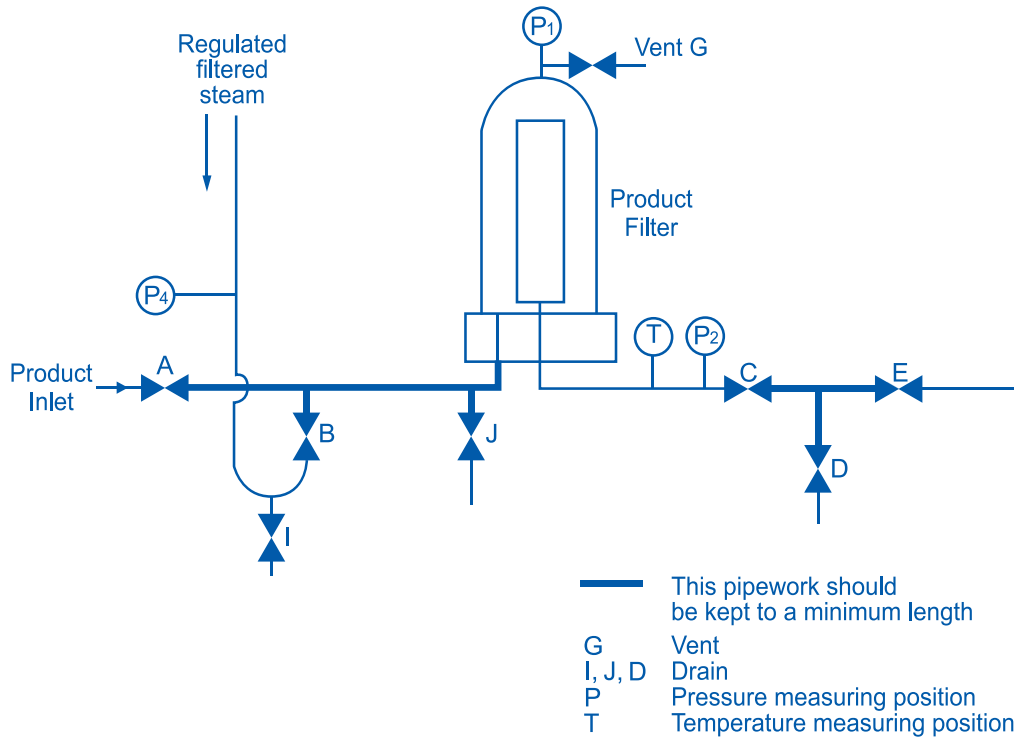 P1
Vent G
Regulated
filtered
steam
Product
Filter
P4
T
P2
Product
Inlet
A
C
E
B
J
D
I
This pipework should
be kept to a minimum length
G Vent
I, J, D Drain
P Pressure measuring position
T Temperature measuring position